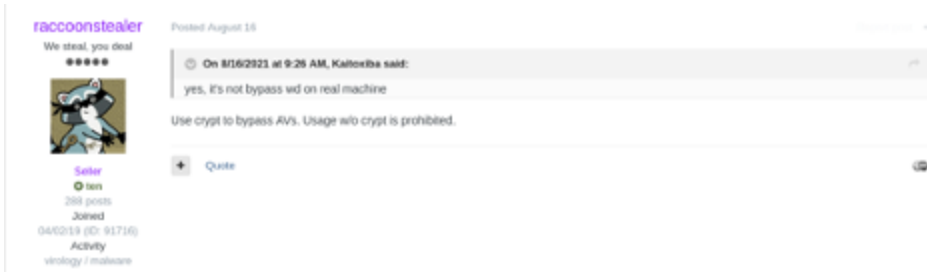 raccoonstealer
We steal, you deal
Posted August 16
On 8/16/2021 at 9:26 AM, Kaitoxiba said:
yes, it's not bypass wd on real machine
Use crypt to bypass AVs. Usage w/o crypt is prohibited.
+ Quote
Seller
ten
288 posts
Joined
04/02/19 (ID: 91716)
Activity
virology / malware